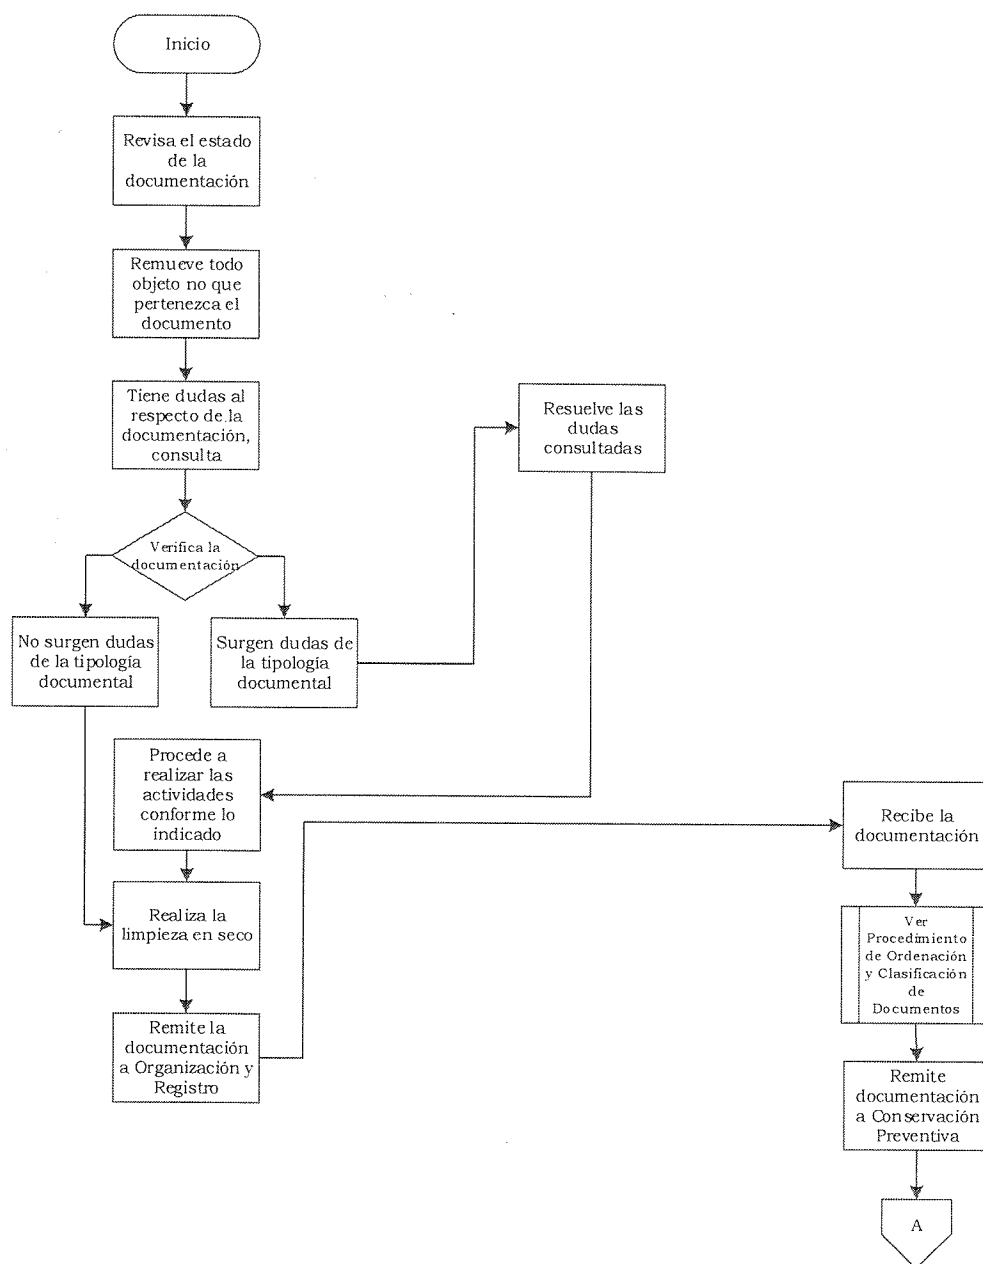 Inicio
Revisa el estado
de la
documentación
Remueve todo
objeto no que
pertenezca el
documento
Tiene dudas al
respecto de la
documentación,
consulta
Resuelve las
dudas
consultadas
Verifica la
documentación
No surgen dudas
de la tipología
documental
Surgen dudas de
la tipología
documental
Procede a
realizar las
actividades
conforme lo
indicado
Realiza la
limpieza en seco
Remite la
documentación
a Organización y
Registro
Recibe la
documentación
Ver
Procedimiento
de Ordenación
y Clasificación
de
Documentos
Remite
documentación
a Conservación
Preventiva
A